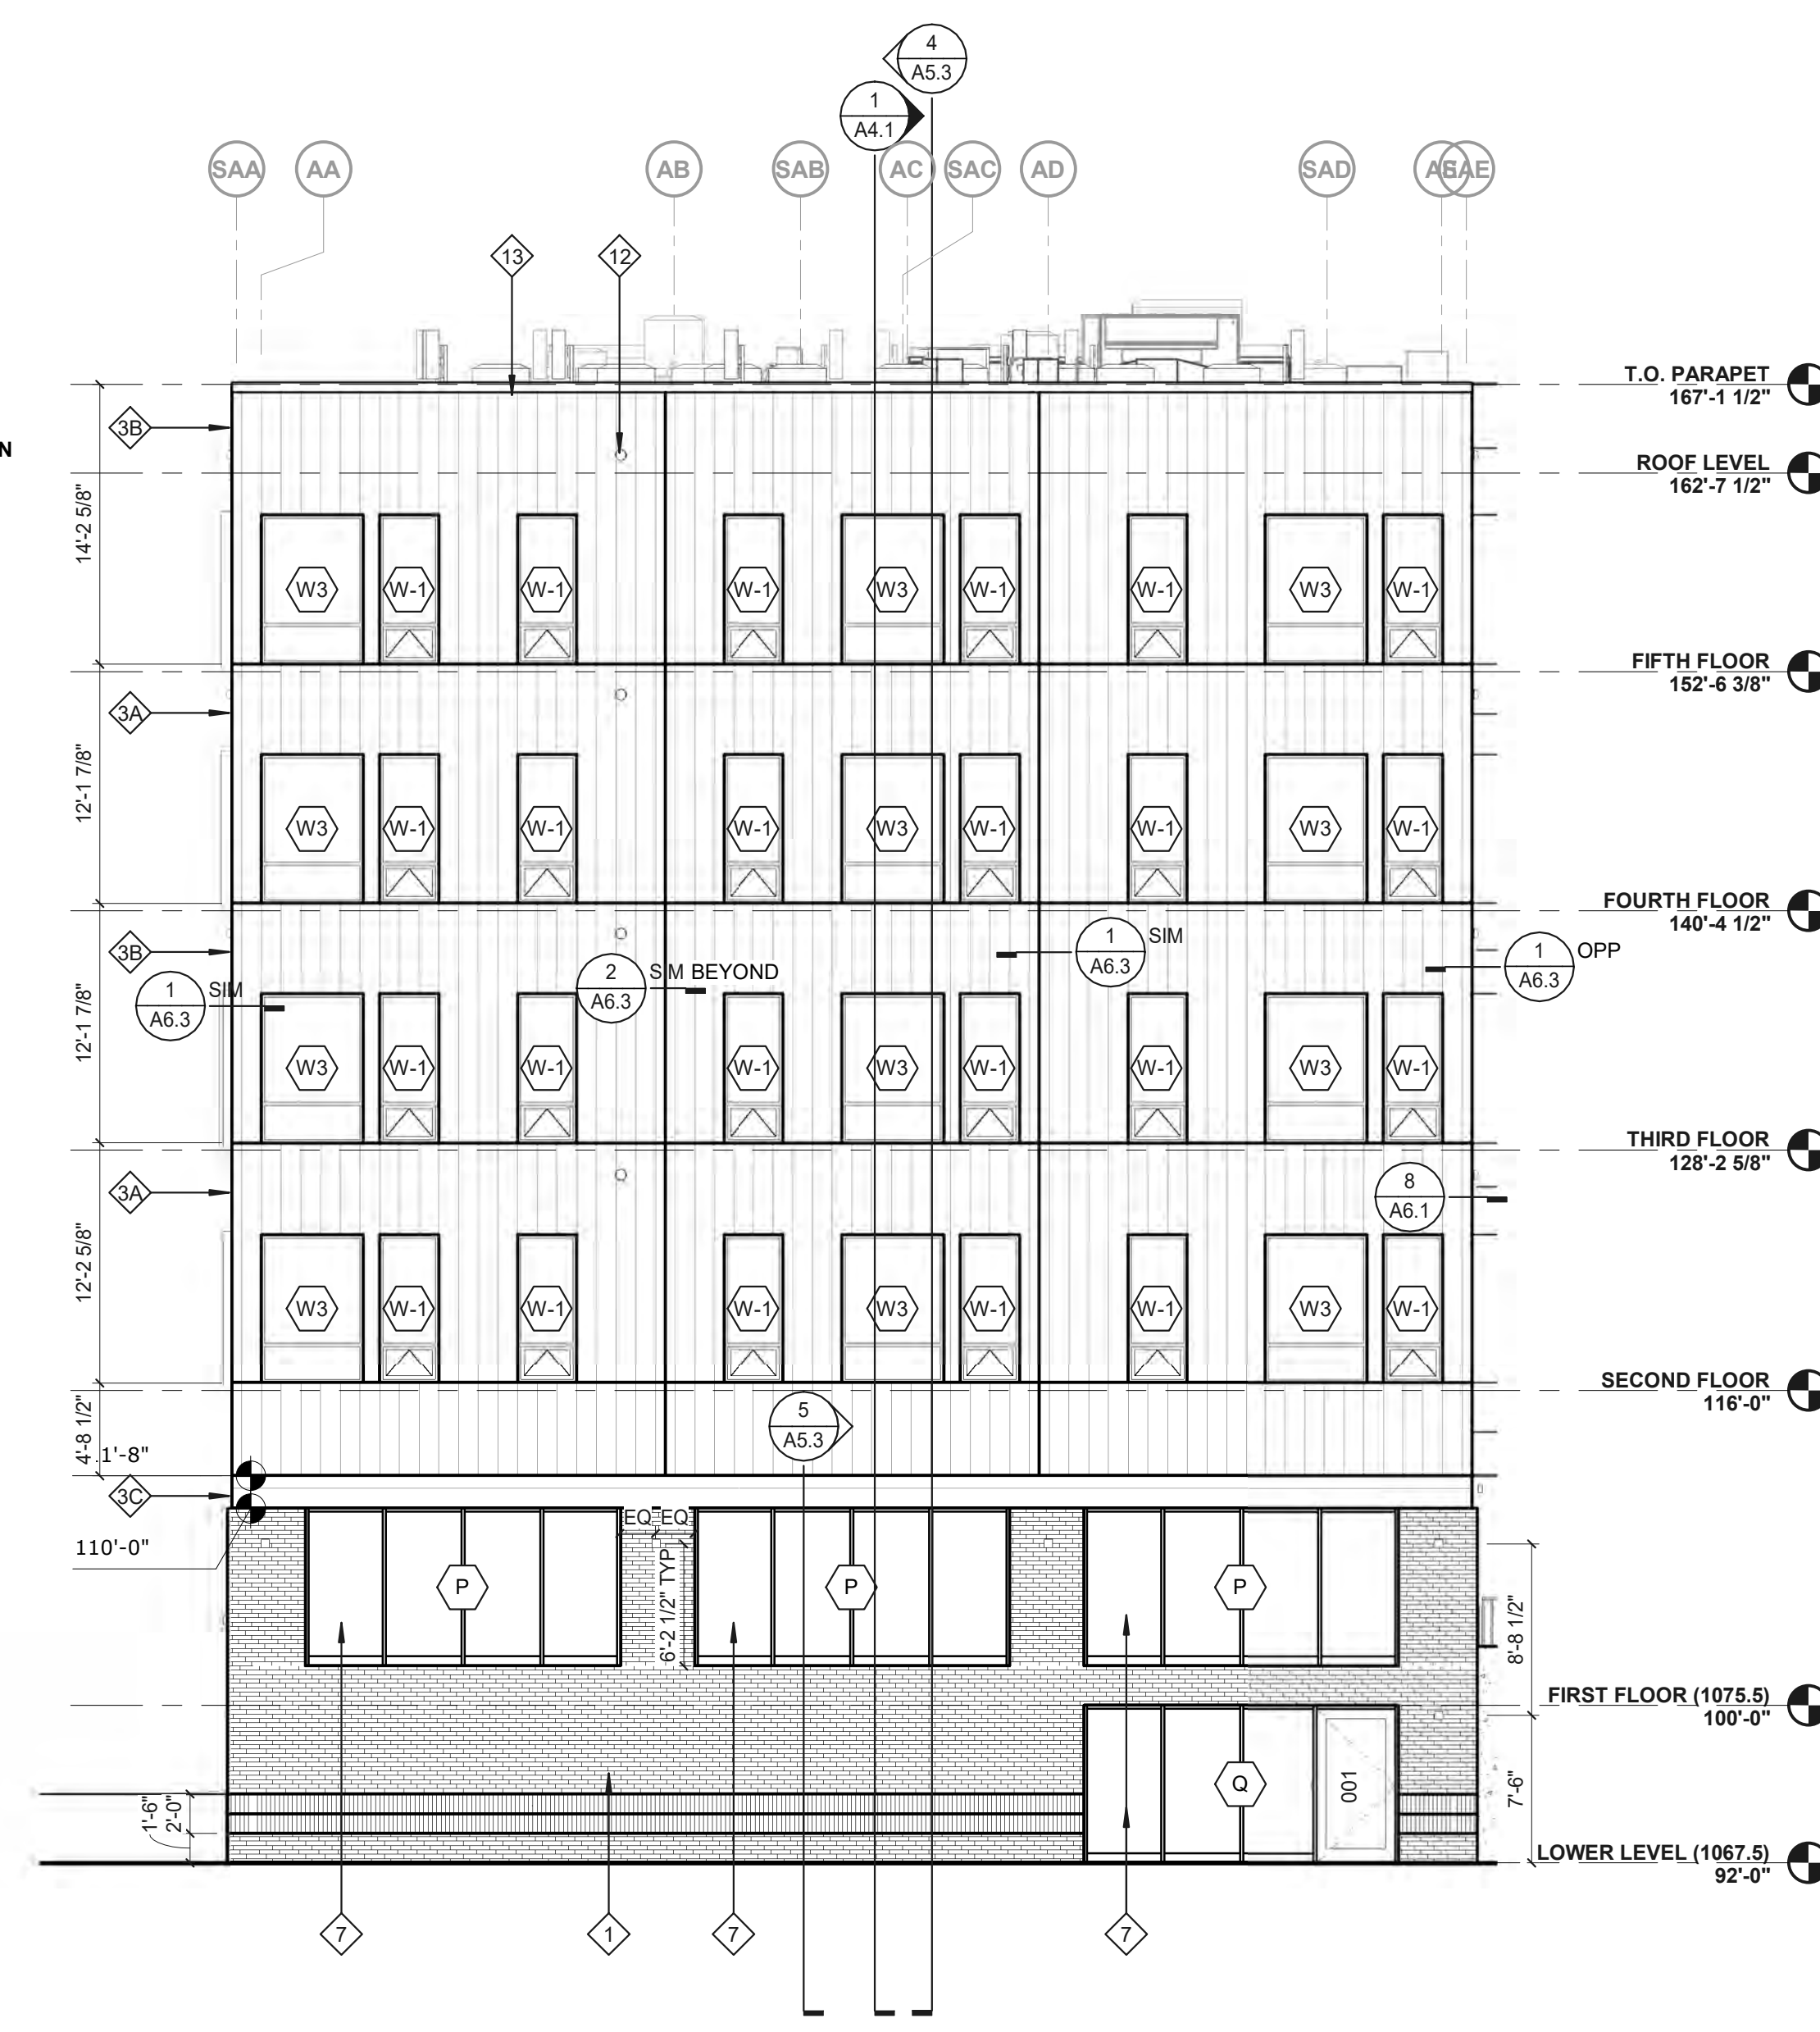 4
A5.3
1
A4.1
SAA
AA
AB
SAB
AC
SAC
AD
SAD
SAE
13
12
T.O. PARAPET
167'-1 1/2"
3B
N
ROOF LEVEL
162'-7 1/2"
14'-2 5/8"
W3
W-1
W-1
W-1
W3
W-1
W-1
W3
W-1
FIFTH FLOOR
152'-6 3/8"
3A
12'-1 7/8"
W3
W-1
W-1
W-1
W3
W-1
W-1
W3
W-1
FOURTH FLOOR
140'-4 1/2"
3B
1
A6.3
SIM
2
A6.3
SIM BEYOND
1
A6.3
SIM
1
A6.3
OPP
12'-1 7/8"
W3
W-1
W-1
W-1
W3
W-1
W-1
W3
W-1
THIRD FLOOR
128'-2 5/8"
3A
8
A6.1
12'-2 5/8"
W3
W-1
W-1
W-1
W3
W-1
W-1
W3
W-1
SECOND FLOOR
116'-0"
5
A5.3
4'-8 1/2"
1'-8"
3C
EQ
EQ
110'-0"
P
P
P
6'-2 1/2" TYP
8'-8 1/2"
FIRST FLOOR (1075.5)
100'-0"
Q
001
7'-6"
1'-6"
2'-0"
LOWER LEVEL (1067.5)
92'-0"
7
1
7
7